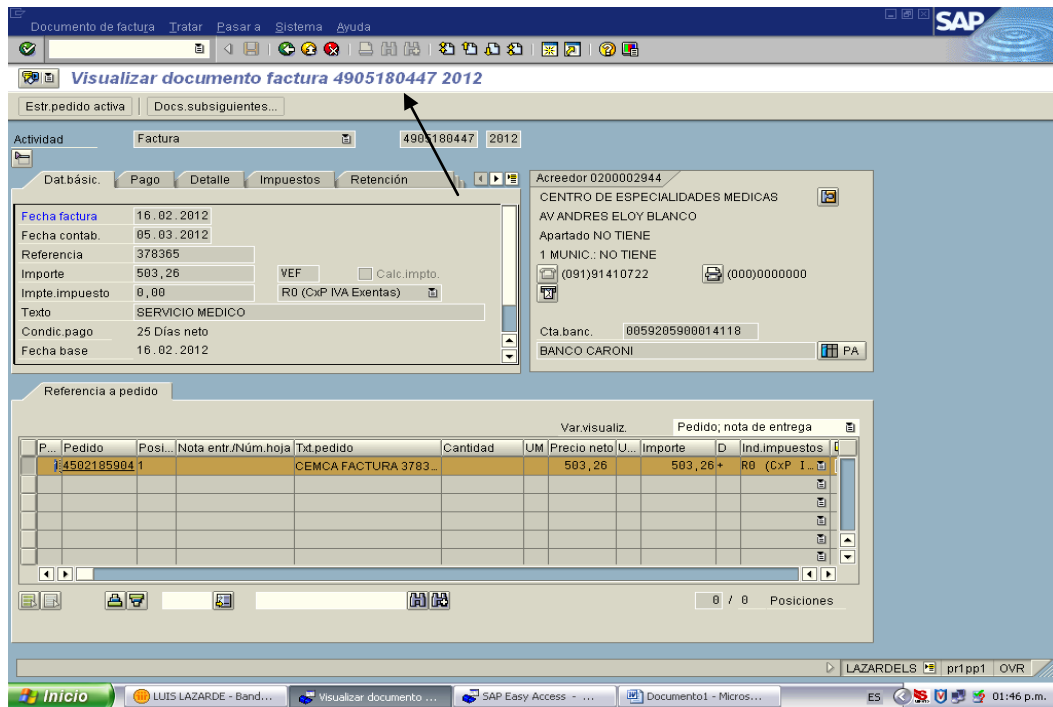 Documento de factura Tratar Pasar a Sistema Ayuda
SAP
Visualizar documento factura 4905180447 2012
Estr.pedido activa Docs.subsiguientes...
Actividad Factura 4905180447 2012
Dat.básic. Pago Detalle Impuestos Retención
Fecha factura 16.02.2012
Fecha contab. 05.03.2012
Referencia 378365
Importe 503,26 VEF Calc.impto.
Impte.impuesto 0,00 R0 (CxP IVA Exentas)
Texto SERVICIO MEDICO
Condic.pago 25 Días neto
Fecha base 16.02.2012
Acreedor 0200002944
CENTRO DE ESPECIALIDADES MEDICAS
AV ANDRES ELOY BLANCO
Apartado NO TIENE
1 MUNIC.: NO TIENE
(091)91410722 (000)0000000
Cta.banc. 0059205900014118
BANCO CARONI PA
Referencia a pedido
Var.visualiz. Pedido; nota de entrega
P... Pedido Posi... Nota entr./Núm.hoja Txt.pedido Cantidad UM Precio neto U... Importe D Ind.impuestos
4502185904 1 CEMCA FACTURA 3783... 503,26 503,26 + R0 (CxP I...
0 / 0 Posiciones
LAZARDELS pr1pp1 OVR
Inicio LUIS LAZARDE - Band... Visualizar documento ... SAP Easy Access - ... Documento1 - Micros... ES 01:46 p.m.